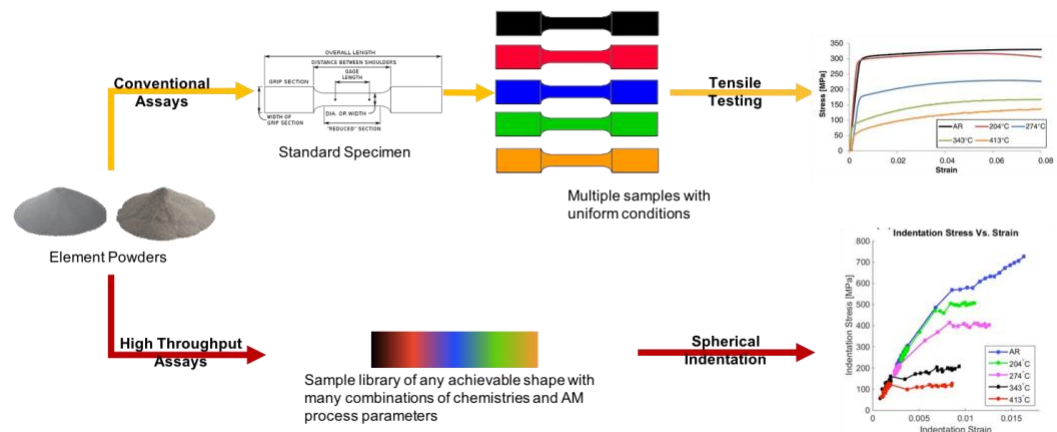 Conventional
Assays
OVERALL LENGTH
DISTANCE BETWEEN SHOULDERS
GAGE
LENGTH
GRIP SECTION
WIDTH OF
GRIP SECTION
DIA. OR WIDTH
"REDUCED" SECTION
Standard Specimen
Multiple samples with
uniform conditions
Tensile
Testing
Stress (MPa)
350
300
250
200
150
100
50
0
AR
204°C
274°C
343°C
413°C
0
0.02
0.04
0.06
0.08
Strain
Element Powders
High Throughput
Assays
Sample library of any achievable shape with
many combinations of chemistries and AM
process parameters
Spherical
Indentation
Indentation Stress Vs. Strain
Indentation Stress [MPa]
800
700
600
500
400
300
200
100
0
AR
204°C
274°C
343°C
413°C
0
0.005
0.01
0.015
Indentation Strain